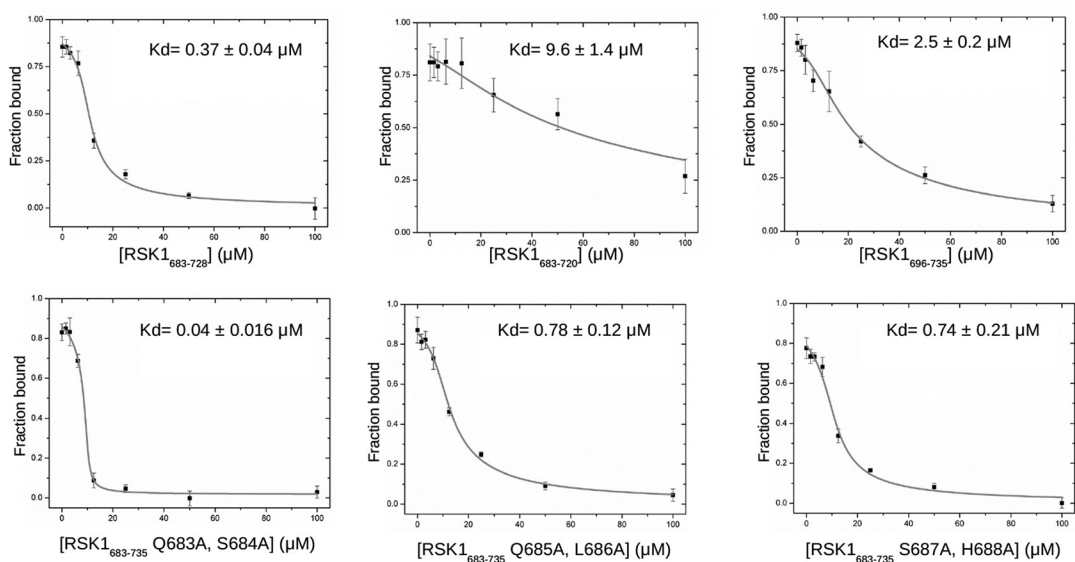 1.00
0.75
0.50
0.25
0.00
Fraction bound
Kd= 0.37 ± 0.04 µM
0 20 40 60 80 100
[RSK1683-728] (µM)
1.00
0.75
0.50
0.25
0.00
Fraction bound
Kd= 9.6 ± 1.4 µM
0 20 40 60 80 100
[RSK1683-720] (µM)
1.00
0.75
0.50
0.25
0.00
Fraction bound
Kd= 2.5 ± 0.2 µM
0 20 40 60 80 100
[RSK1696-735] (µM)
1.0
0.8
0.6
0.4
0.2
0.0
Fraction bound
Kd= 0.04 ± 0.016 µM
0 20 40 60 80 100
[RSK1683-735 Q683A, S684A] (µM)
1.0
0.8
0.6
0.4
0.2
0.0
Fraction bound
Kd= 0.78 ± 0.12 µM
0 20 40 60 80 100
[RSK1683-735 Q685A, L686A] (µM)
1.0
0.8
0.6
0.4
0.2
0.0
Fraction bound
Kd= 0.74 ± 0.21 µM
0 20 40 60 80 100
[RSK1683-735 S687A, H688A] (µM)